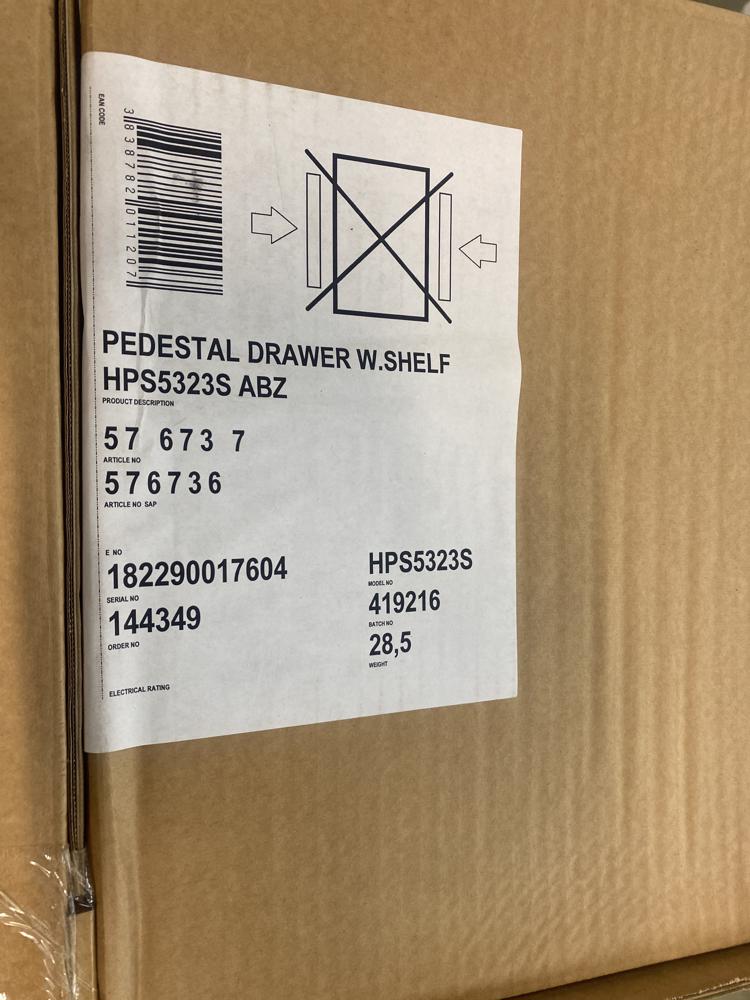 EAN CODE
3838782011207
PEDESTAL DRAWER W.SHELF
HPS5323S ABZ
PRODUCT DESCRIPTION
57 673 7
ARTICLE NO
576736
ARTICLE NO SAP
E NO
182290017604
SERIAL NO
144349
ORDER NO
HPS5323S
MODEL NO
419216
BATCH NO
28,5
WEIGHT
ELECTRICAL RATING